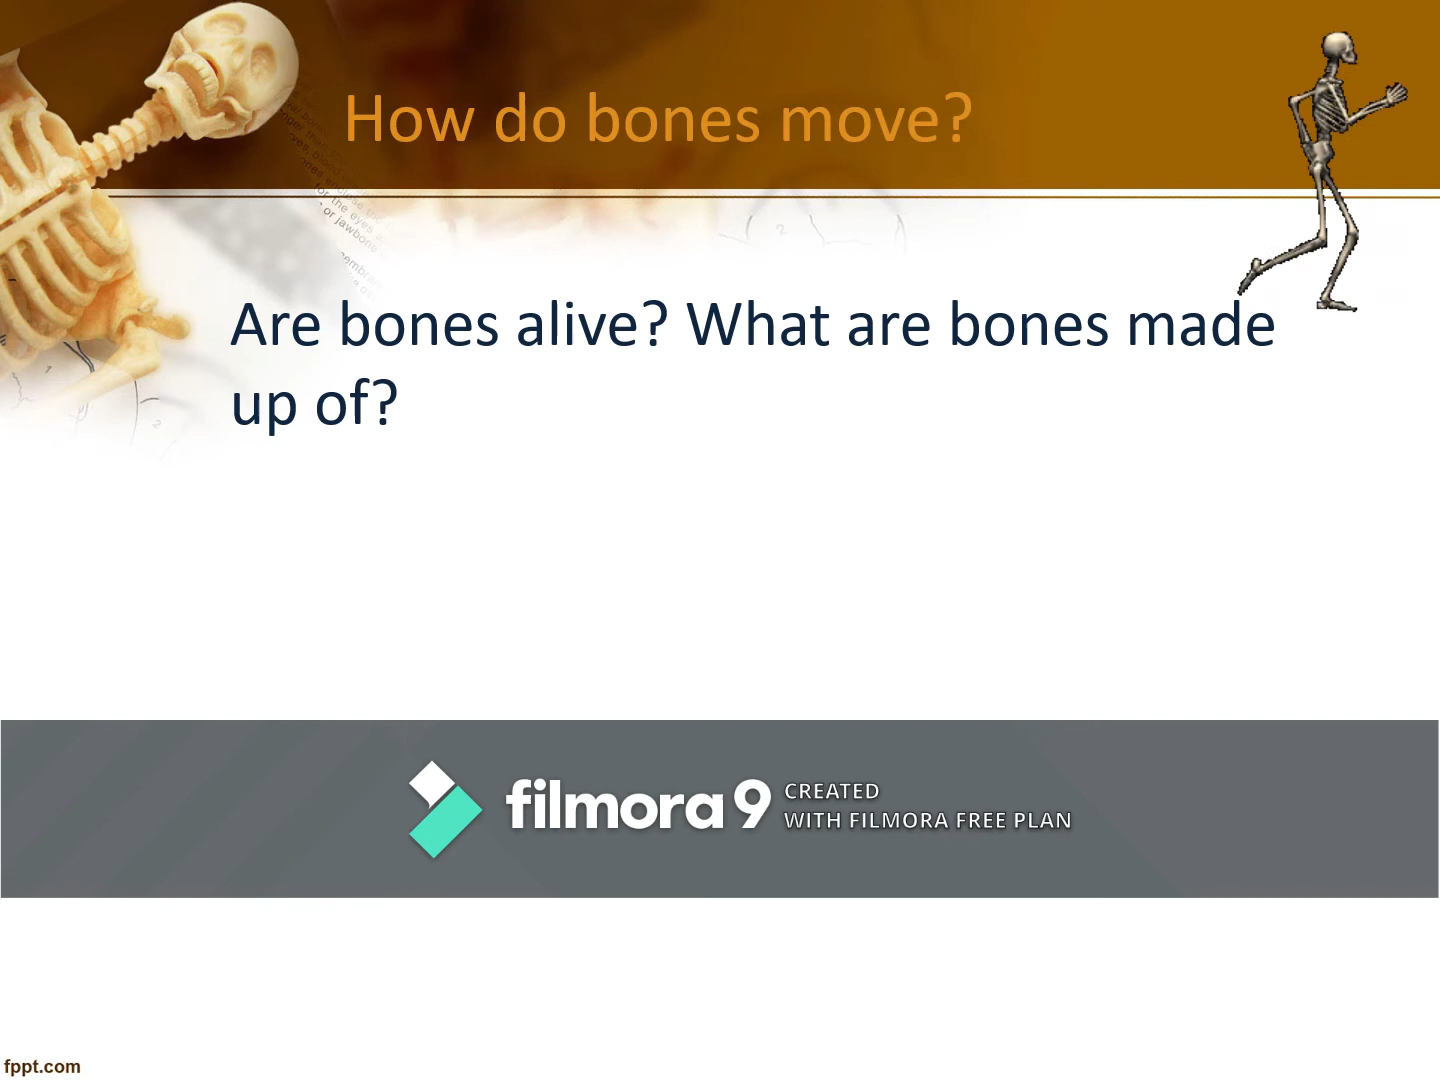 How do bones move?
Are bones alive? What are bones made
up of?
filmora 9 CREATED
WITH FILMORA FREE PLAN
fppt.com